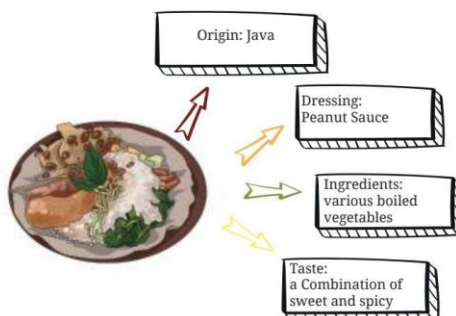 Origin: Java
Dressing:
Peanut Sauce
Ingredients:
various boiled
vegetables
Taste:
a Combination of
sweet and spicy